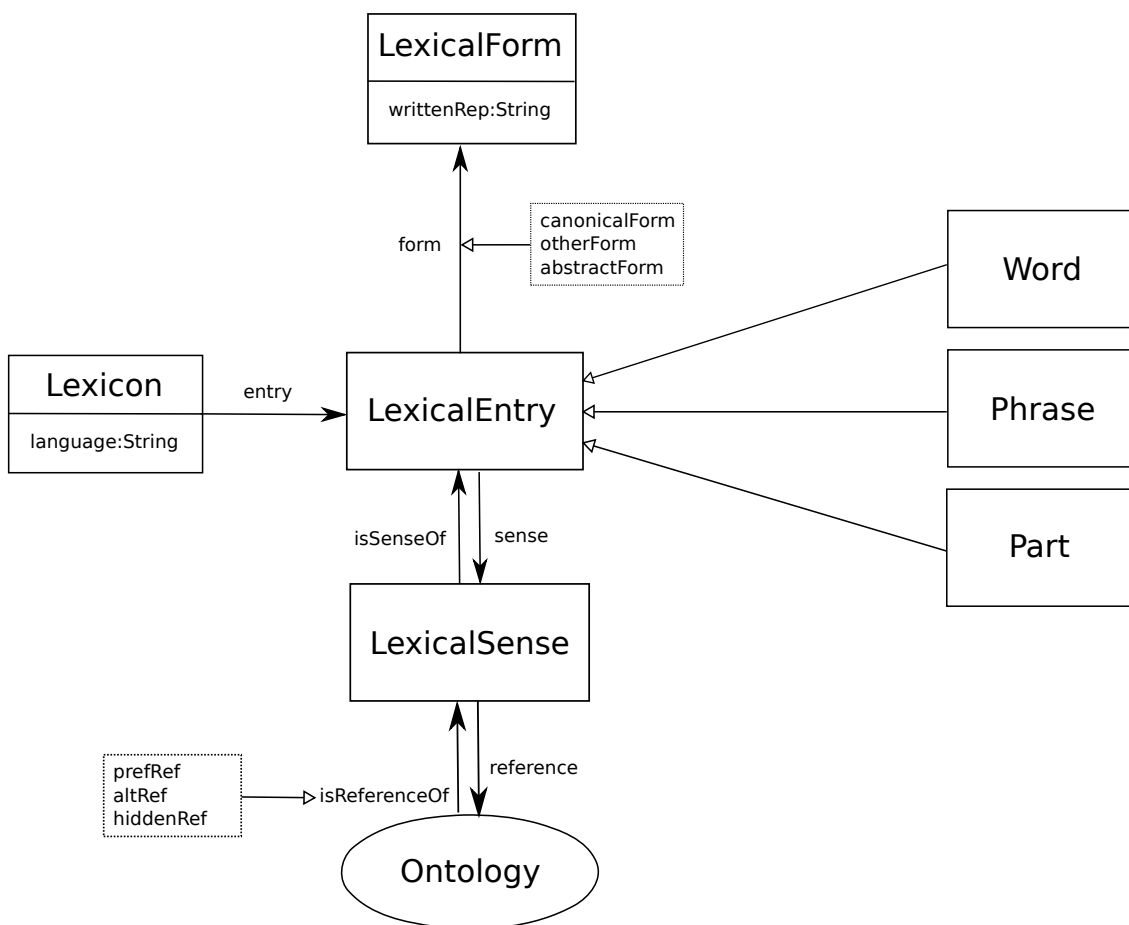 LexicalForm
writtenRep:String
canonicalForm
otherForm
abstractForm
form
Word
Lexicon
language:String
entry
LexicalEntry
Phrase
Part
isSenseOf
sense
LexicalSense
prefRef
altRef
hiddenRef
isReferenceOf
reference
Ontology